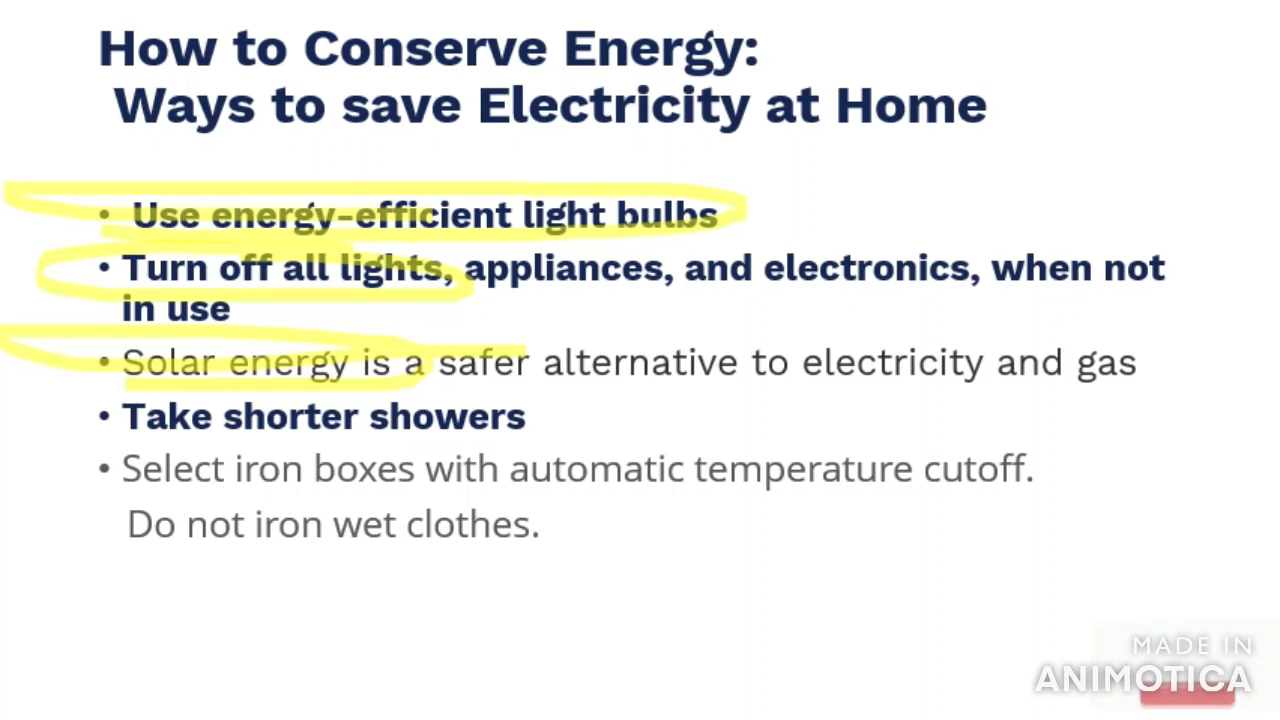 How to Conserve Energy:
Ways to save Electricity at Home
• Use energy-efficient light bulbs
• Turn off all lights, appliances, and electronics, when not
in use
• Solar energy is a safer alternative to electricity and gas
• Take shorter showers
• Select iron boxes with automatic temperature cutoff.
Do not iron wet clothes.
MADE IN
ANIMOTICA